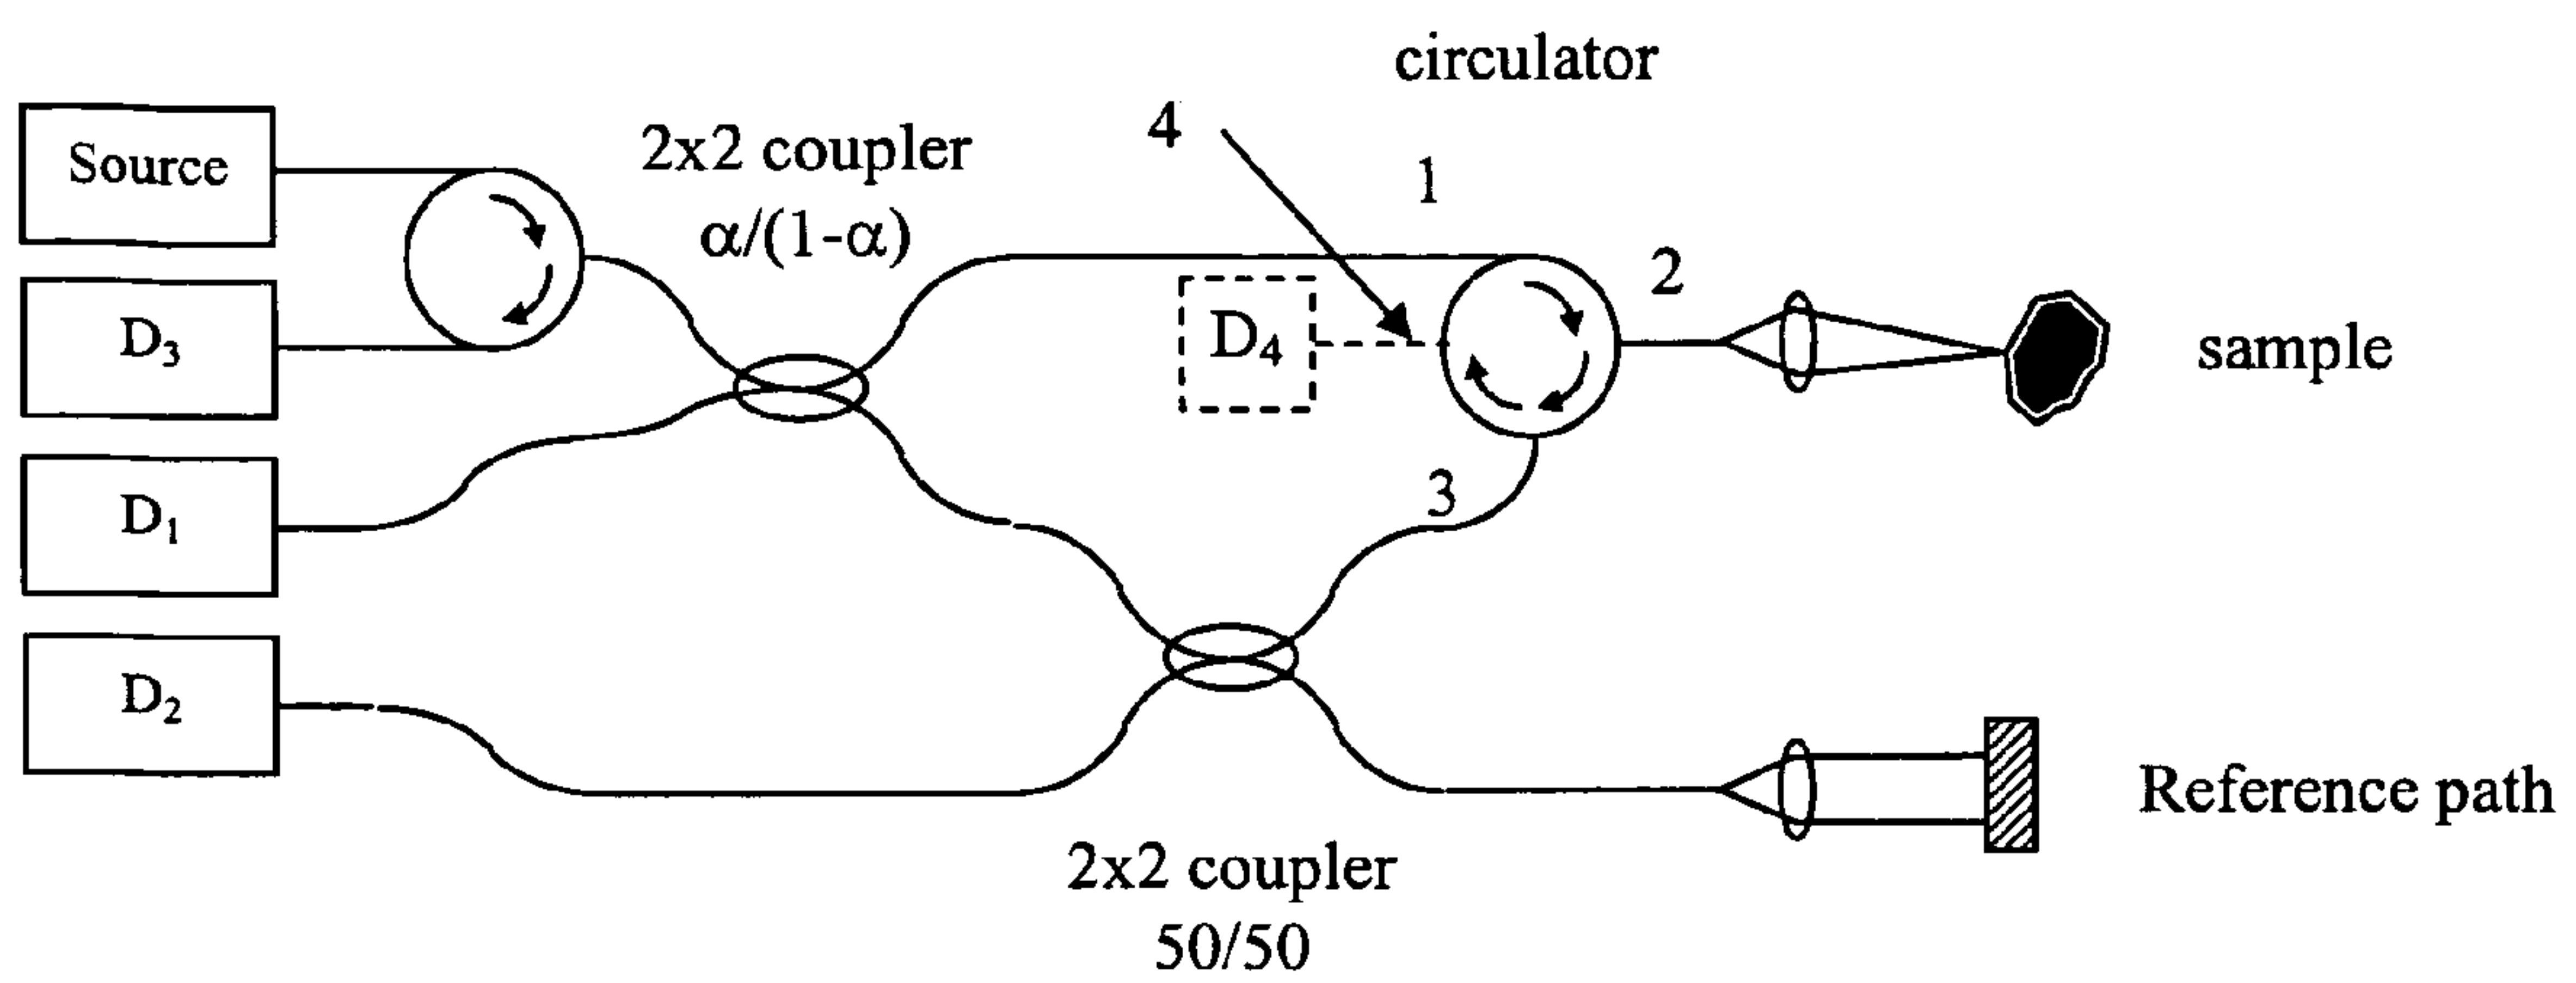 circulator
Source
2x2 coupler
α/(1-α)
4
1
2
D₃
D₄
sample
D₁
3
D₂
Reference path
2x2 coupler
50/50